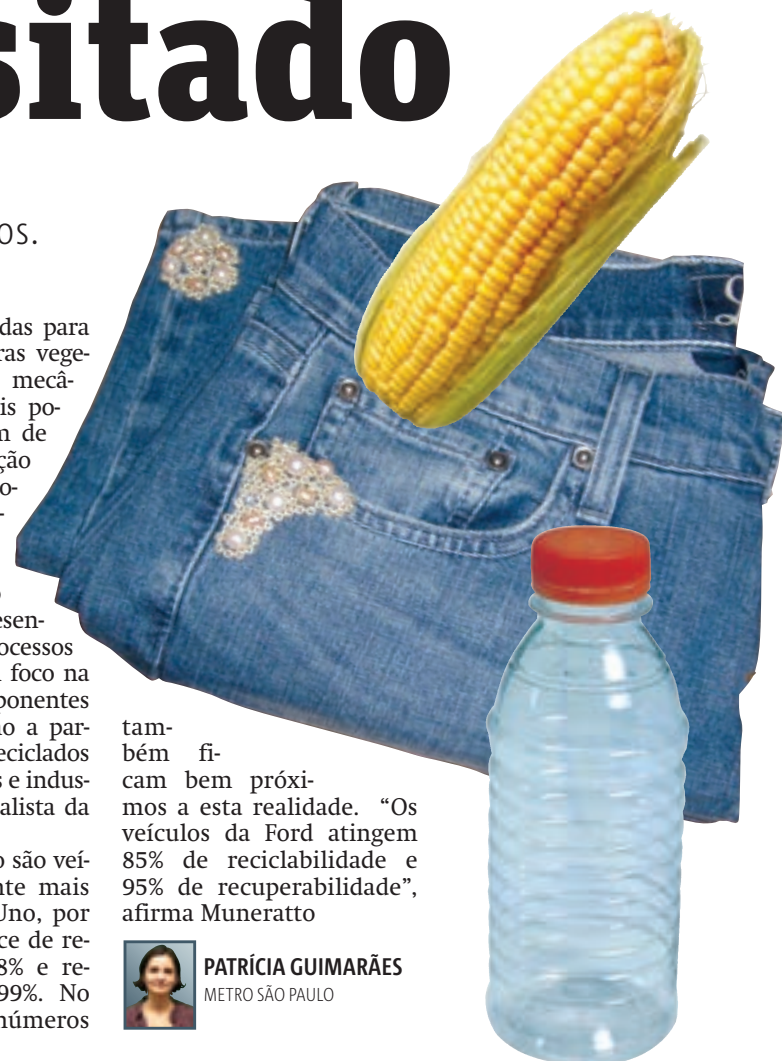 sitado
os.
das para
ras vege-
mecâ-
is po-
m de
ção
o-
-
o
esen-
ocessos
foco na
ponentes
no a par-
eciclados
s e indus-
alista da
o são veí-
nte mais
Uno, por
ce de re-
8% e re-
99%. No
números
tam-
bém fi-
cam bem próxi-
mos a esta realidade. “Os
veículos da Ford atingem
85% de reciclabilidade e
95% de recuperabilidade”,
afirma Muneratto
PATRÍCIA GUIMARÃES
METRO SÃO PAULO